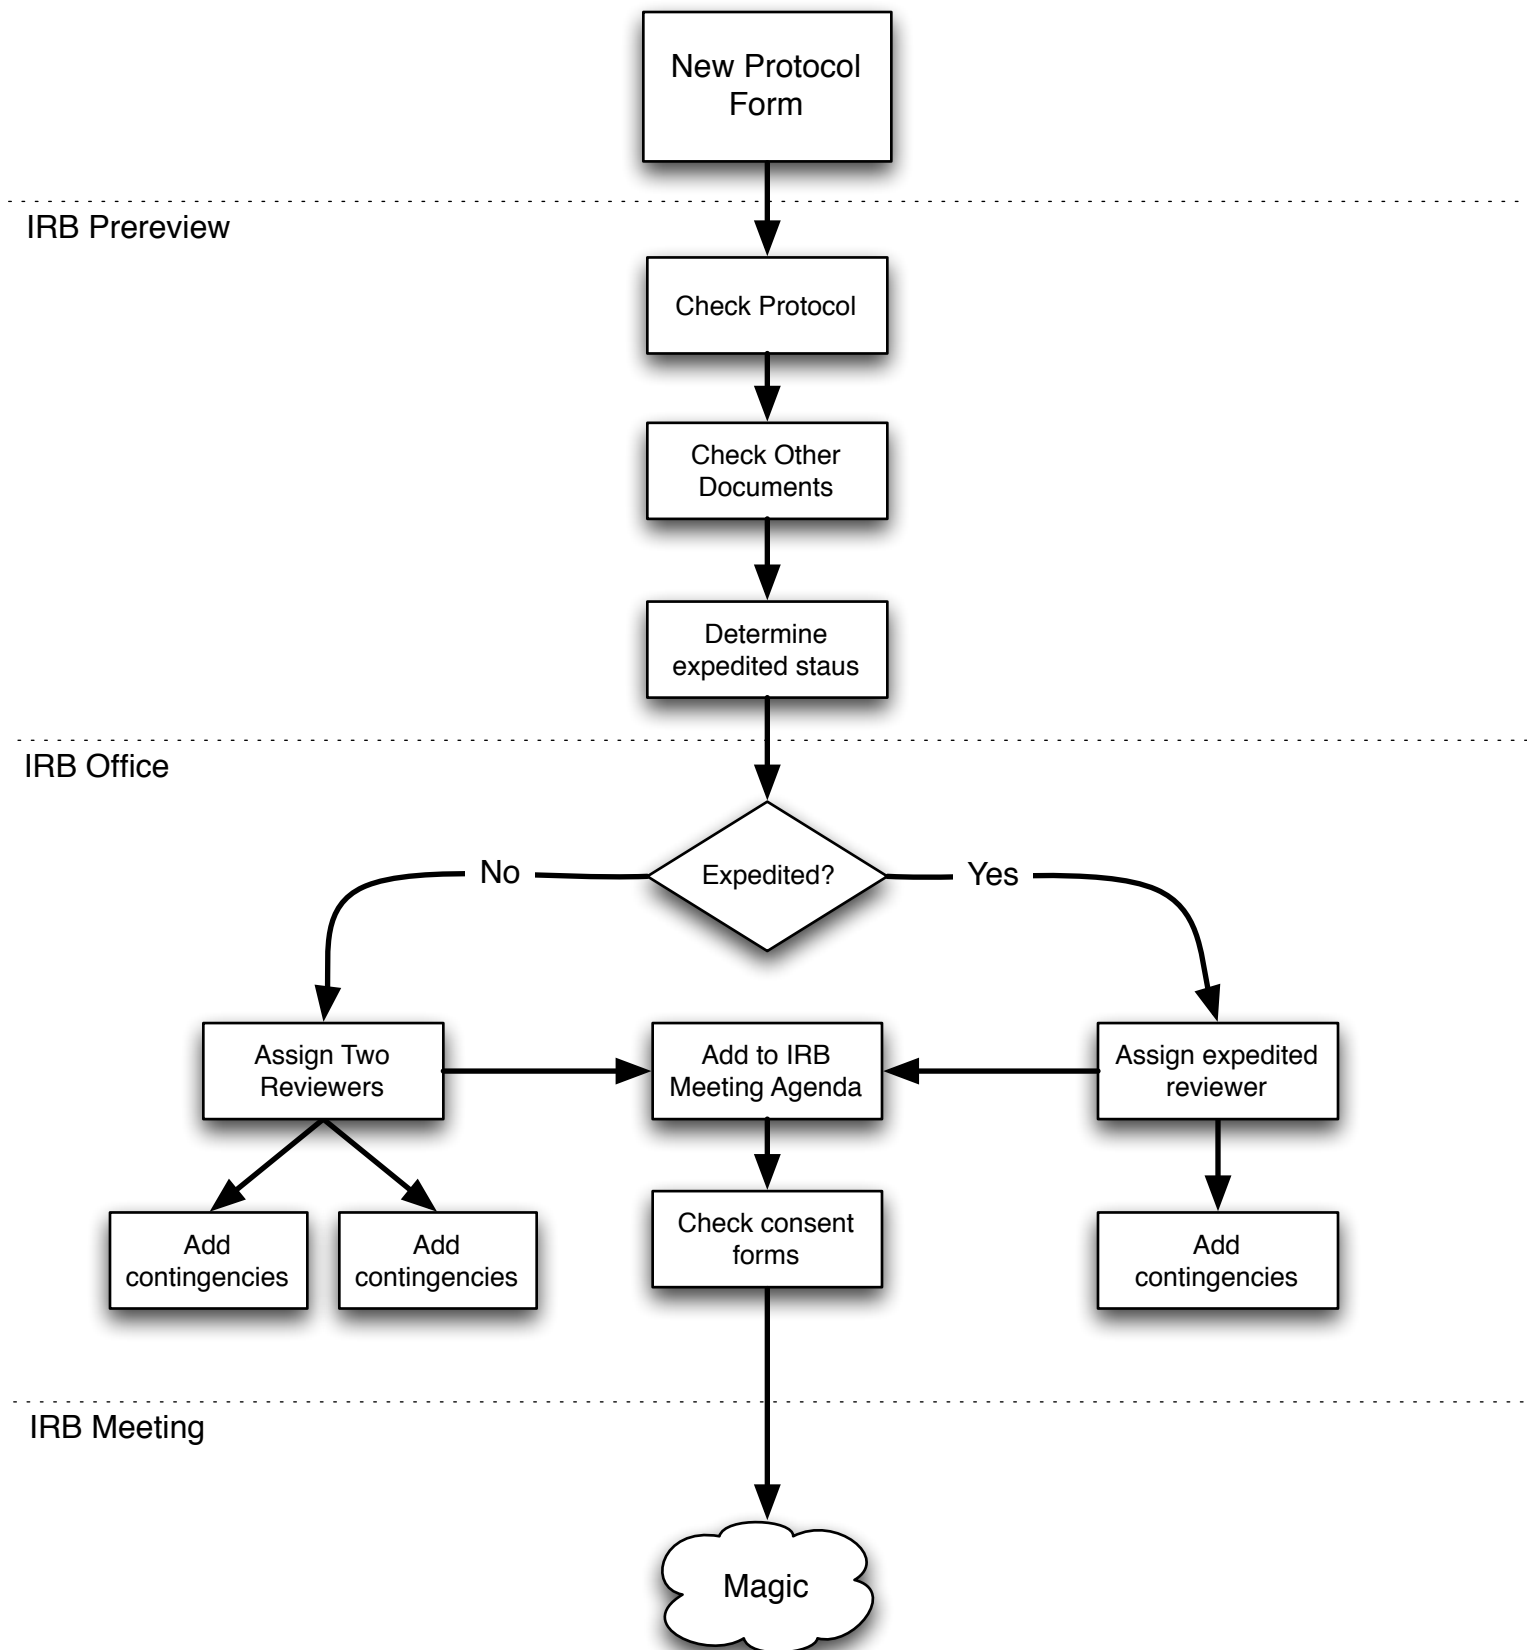 New Protocol
Form
IRB Prereview
Check Protocol
Check Other
Documents
Determine
expedited staus
IRB Office
No
Expedited?
Yes
Assign Two
Reviewers
Add to IRB
Meeting Agenda
Assign expedited
reviewer
Add
contingencies
Add
contingencies
Check consent
forms
Add
contingencies
IRB Meeting
Magic